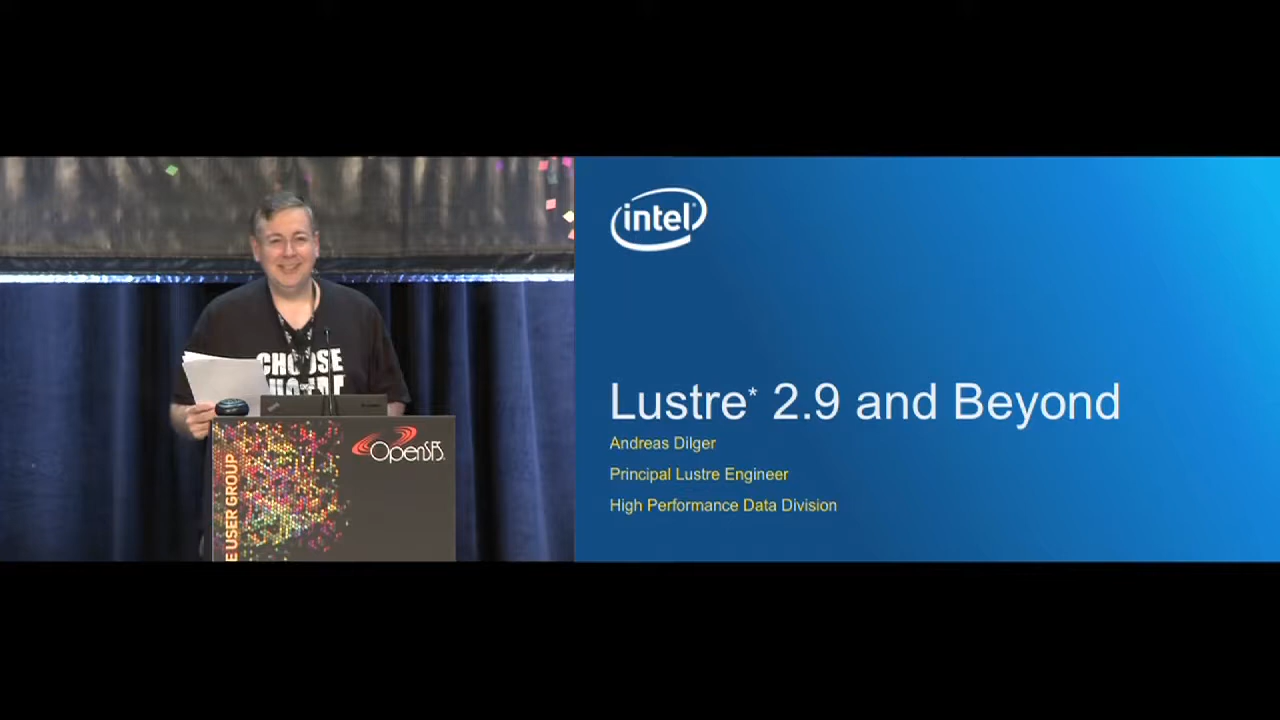 CHOOSE
OpenSFS.
E USER GROUP
intel
Lustre* 2.9 and Beyond
Andreas Dilger
Principal Lustre Engineer
High Performance Data Division